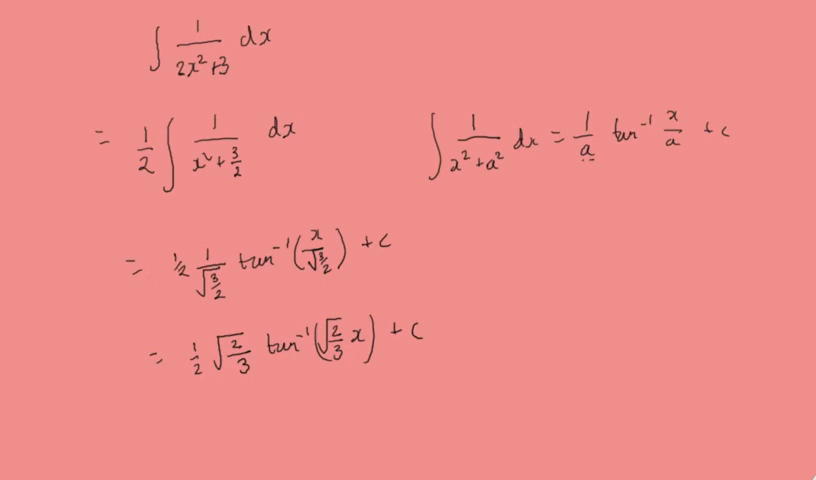 ∫ 1/(2x² + 3) dx
= 1/2 ∫ 1/(x² + 3/2) dx
∫ 1/(x² + a²) dx = 1/a tan⁻¹ x/a + c
= 1/2 1/√(3/2) tan⁻¹(x/√(3/2)) + c
= 1/2 √(2/3) tan⁻¹(√(2/3) x) + c